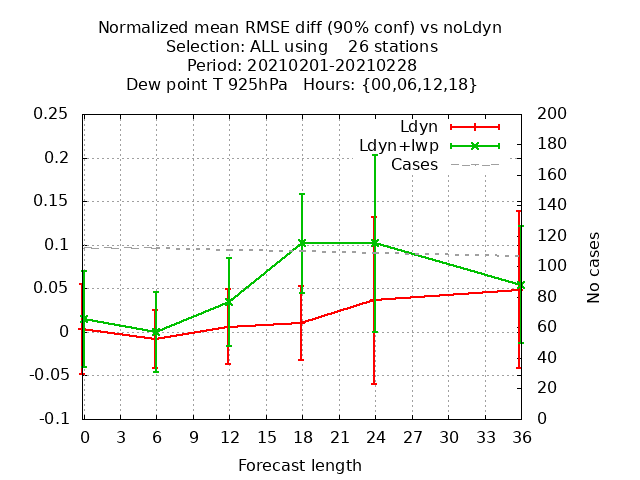 Normalized mean RMSE diff (90% conf) vs noLdyn
Selection: ALL using    26 stations
Period: 20210201-20210228
Dew point T 925hPa   Hours: {00,06,12,18}
Ldyn
Ldyn+lwp
Cases
0.25
0.2
0.15
0.1
0.05
0
-0.05
-0.1
200
180
160
140
120
100
80
60
40
20
0
No cases
0 3 6 9 12 15 18 21 24 27 30 33 36
Forecast length